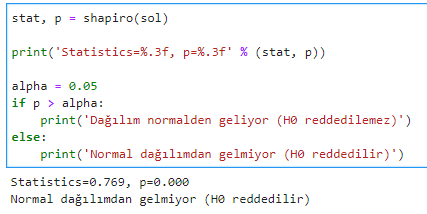 stat, p = shapiro(sol)
print('Statistics=%.3f, p=%.3f' % (stat, p))
alpha = 0.05
if p > alpha:
    print('Dağılım normalden geliyor (H0 reddedilemez)')
else:
    print('Normal dağılımdan gelmiyor (H0 reddedilir)')
Statistics=0.769, p=0.000
Normal dağılımdan gelmiyor (H0 reddedilir)